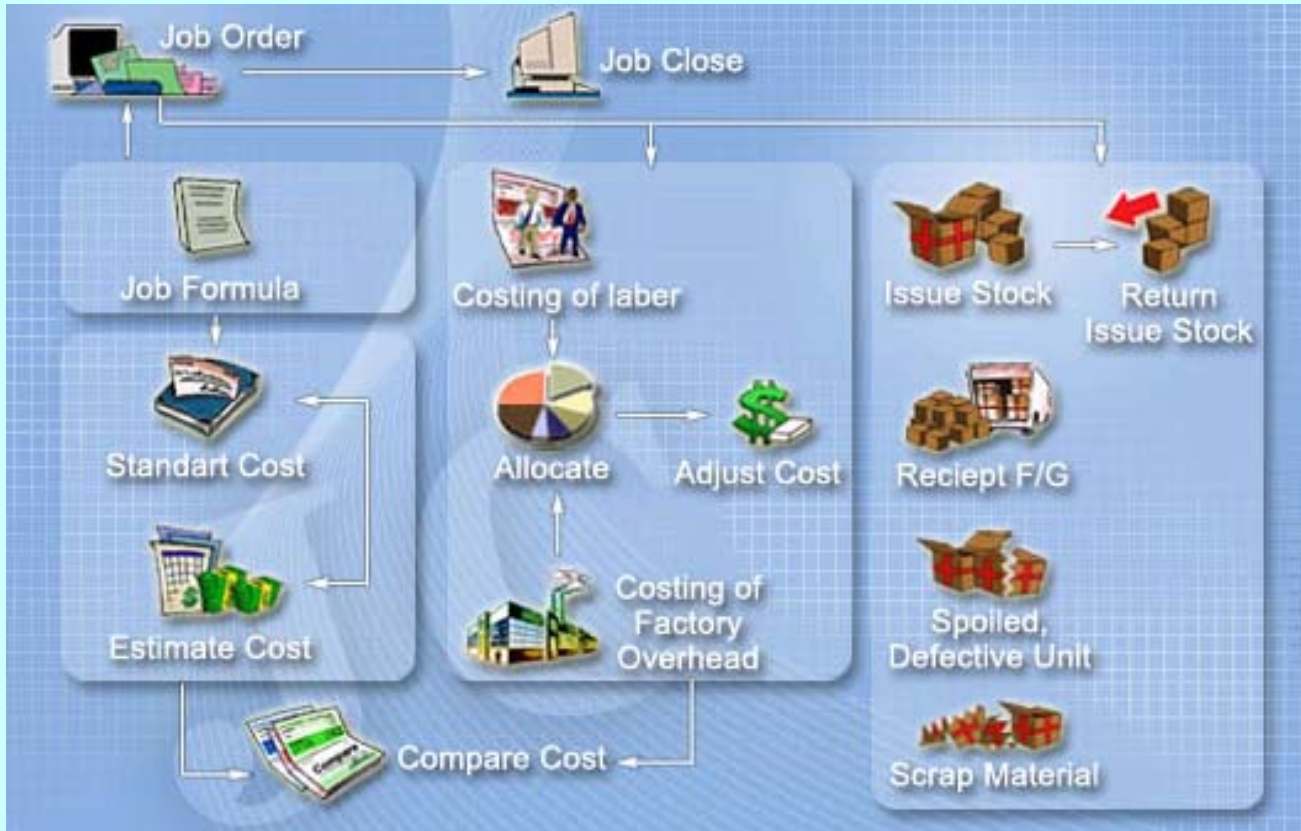 Job Order
Job Close
Job Formula
Standart Cost
Estimate Cost
Costing of laber
Allocate
Adjust Cost
Costing of
Factory
Overhead
Compare Cost
Compare
Issue Stock
Return
Issue Stock
Reciept F/G
Spoiled,
Defective Unit
Scrap Material